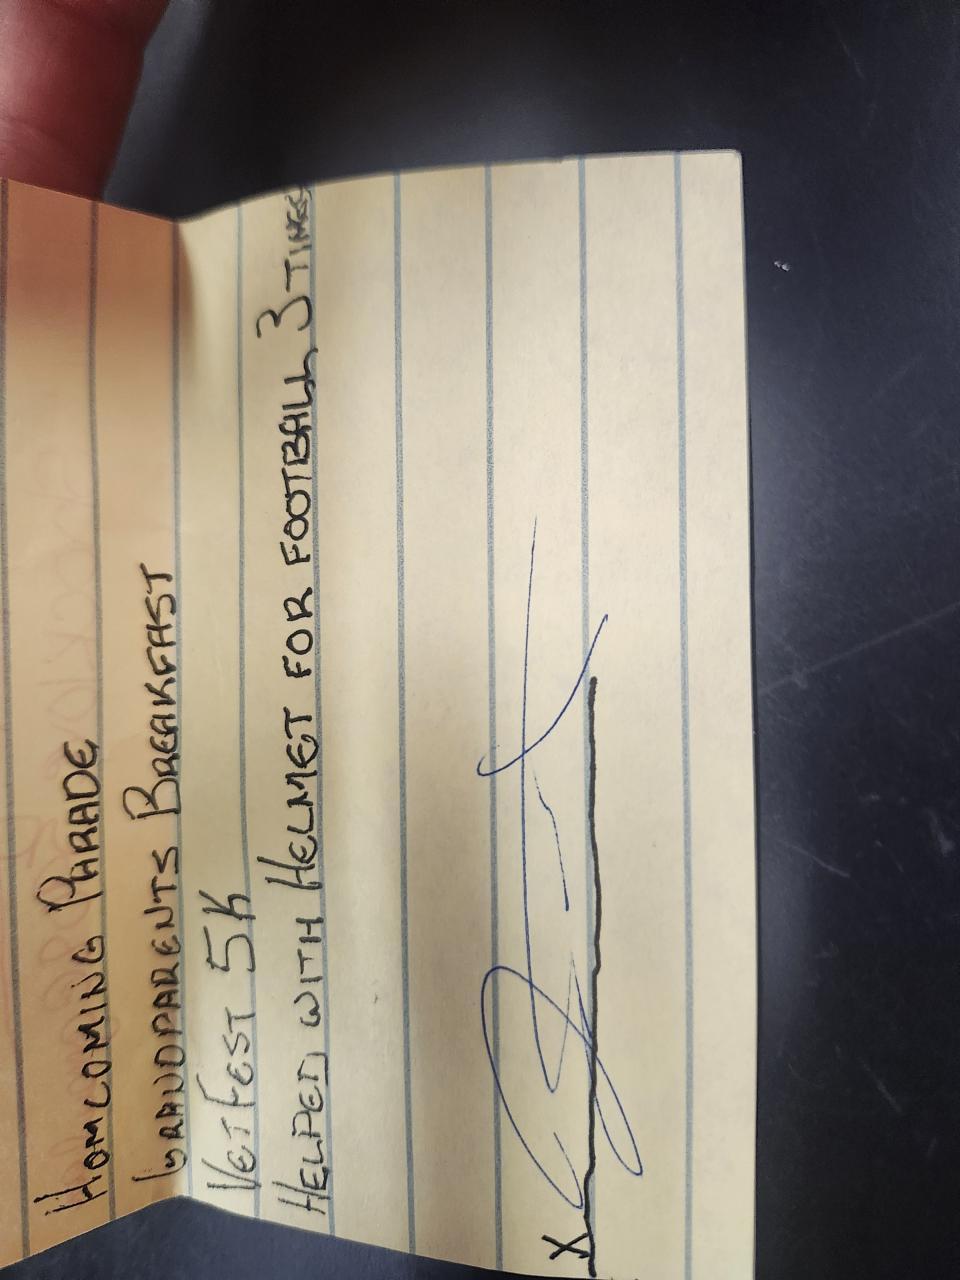 HOMCOMING PARADE
GRANDPARENTS BREAKFAST
VETFEST 5K
HELPED WITH HELMET FOR FOOTBALL 3 TIMES
X